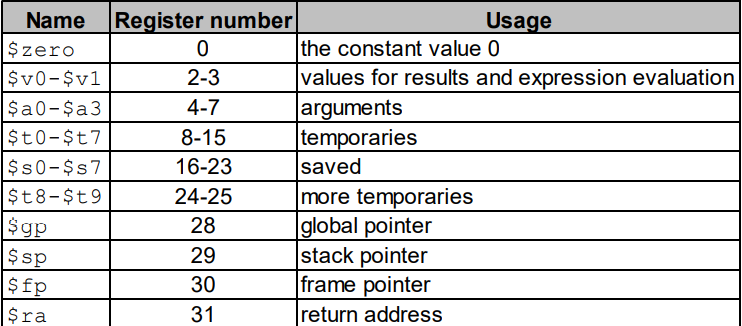 Name Register number Usage
$zero 0 the constant value 0
$v0-$v1 2-3 values for results and expression evaluation
$a0-$a3 4-7 arguments
$t0-$t7 8-15 temporaries
$s0-$s7 16-23 saved
$t8-$t9 24-25 more temporaries
$gp 28 global pointer
$sp 29 stack pointer
$fp 30 frame pointer
$ra 31 return address